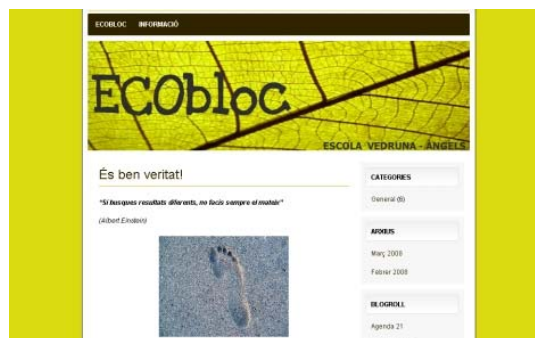 ECOBLOC INFORMACIÓ
ECObloc
ESCOLA VEDRUNA - ÀNGELS
És ben veritat!
"Si busques resultats diferents, no facis sempre el mateix"
(Albert Einstein)
CATEGORIES
General (6)
ARXIUS
Març 2008
Febrer 2008
BLOGROLL
Agenda 21